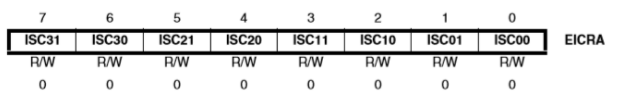 7 6 5 4 3 2 1 0
ISC31 ISC30 ISC21 ISC20 ISC11 ISC10 ISC01 ISC00 EICRA
R/W R/W R/W R/W R/W R/W R/W R/W
0 0 0 0 0 0 0 0